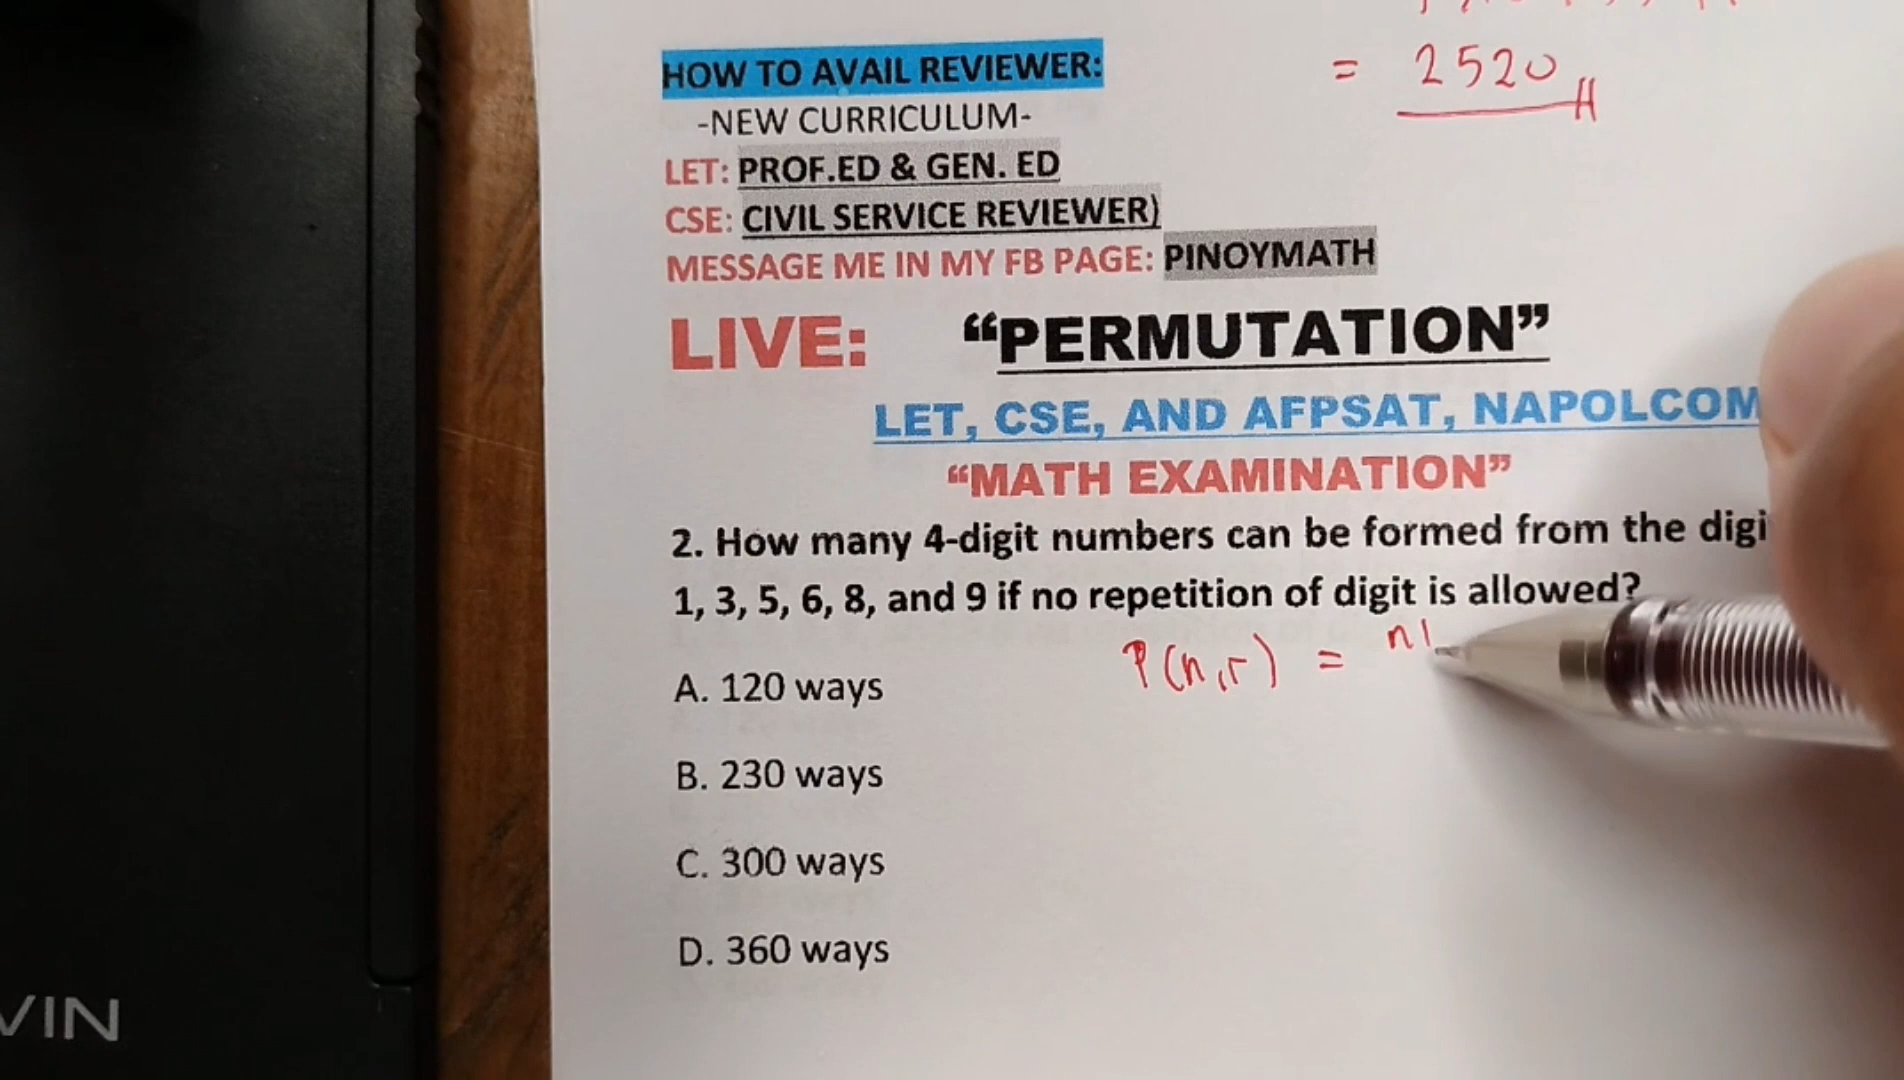 HOW TO AVAIL REVIEWER:
= 2520
-NEW CURRICULUM-
LET: PROF.ED & GEN. ED
CSE: CIVIL SERVICE REVIEWER)
MESSAGE ME IN MY FB PAGE: PINOYMATH
LIVE: “PERMUTATION”
LET, CSE, AND AFPSAT, NAPOLCOM
“MATH EXAMINATION”
2. How many 4-digit numbers can be formed from the digi
1, 3, 5, 6, 8, and 9 if no repetition of digit is allowed?
P(n,r) = n!
A. 120 ways
B. 230 ways
C. 300 ways
D. 360 ways
VIN